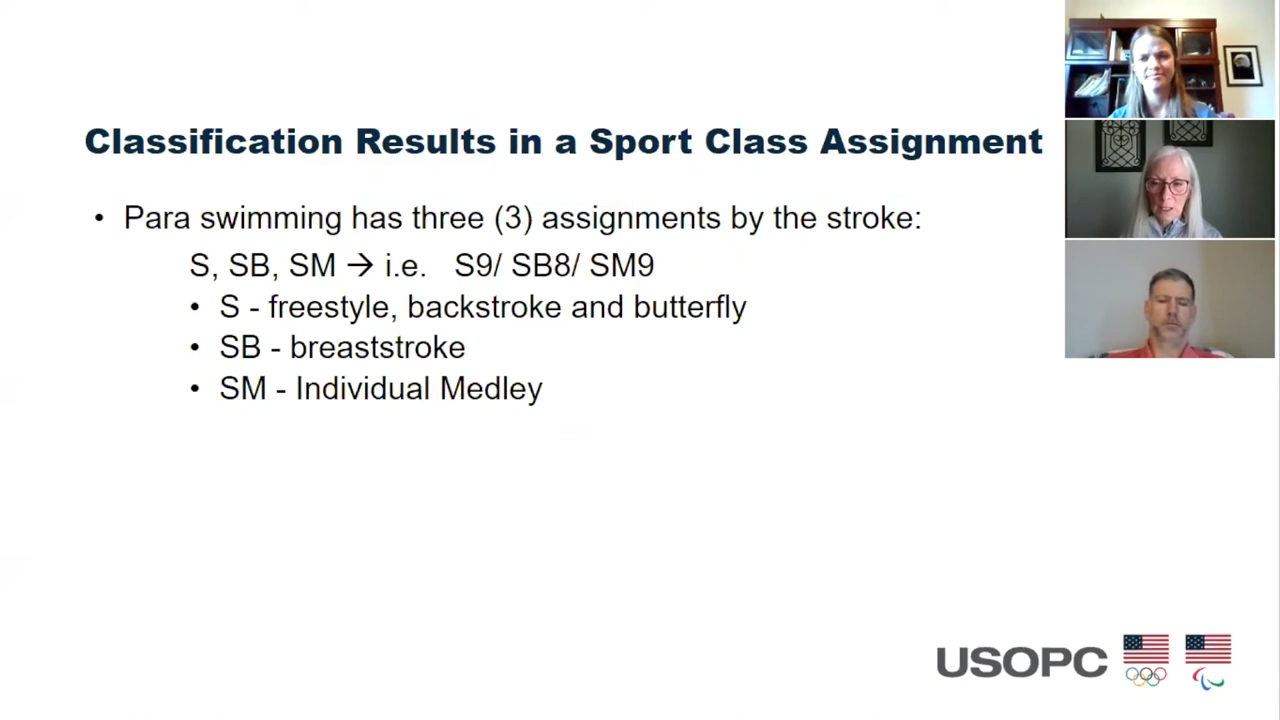 Classification Results in a Sport Class Assignment
• Para swimming has three (3) assignments by the stroke:
S, SB, SM → i.e. S9/ SB8/ SM9
• S - freestyle, backstroke and butterfly
• SB - breaststroke
• SM - Individual Medley
USOPC